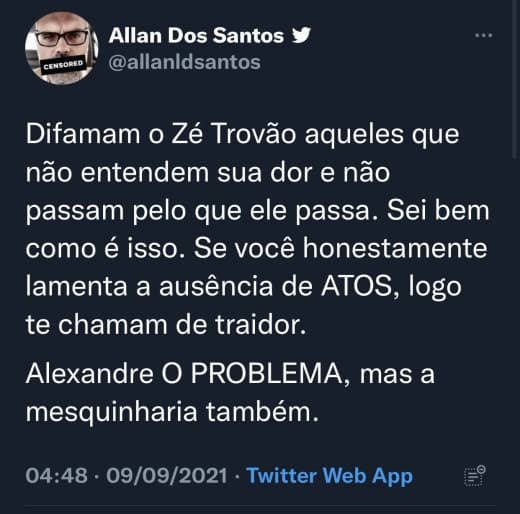 Allan Dos Santos
@allanldsantos
CENSORED
Difamam o Zé Trovão aqueles que
não entendem sua dor e não
passam pelo que ele passa. Sei bem
como é isso. Se você honestamente
lamenta a ausência de ATOS, logo
te chamam de traidor.
Alexandre O PROBLEMA, mas a
mesquinharia também.
04:48 · 09/09/2021 · Twitter Web App